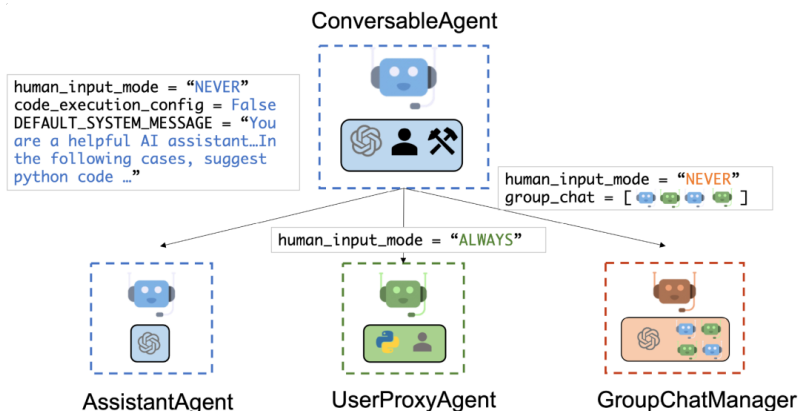 ConversableAgent
human_input_mode = “NEVER”
code_execution_config = False
DEFAULT_SYSTEM_MESSAGE = “You
are a helpful AI assistant…In
the following cases, suggest
python code …”
human_input_mode = “NEVER”
group_chat = [ ]
human_input_mode = “ALWAYS”
AssistantAgent
UserProxyAgent
GroupChatManager